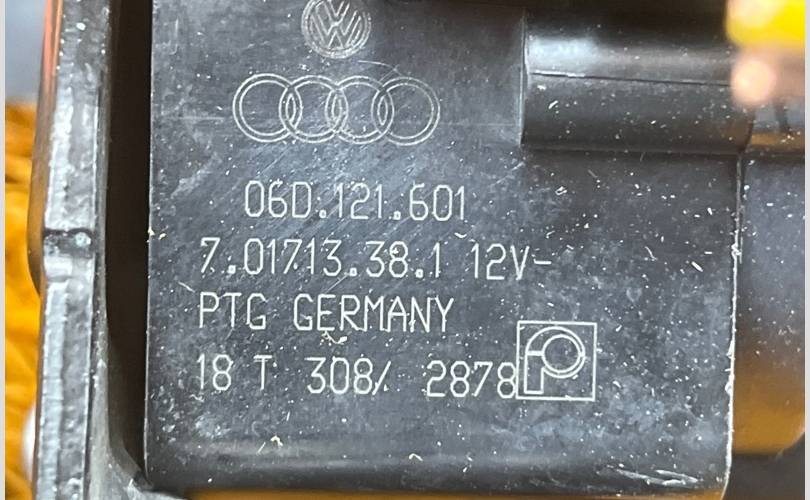 06D.121.601
7.01713.38.1 12V-
PTG GERMANY
18 T 308/ 2878